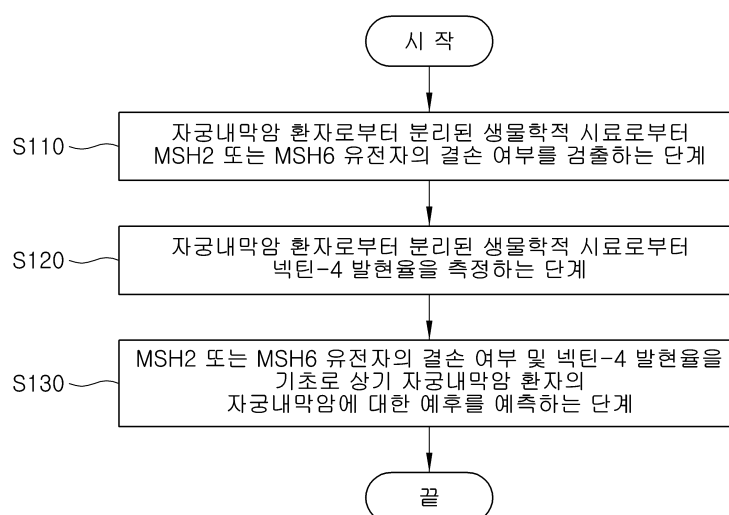 시 작
S110
자궁내막암 환자로부터 분리된 생물학적 시료로부터
MSH2 또는 MSH6 유전자의 결손 여부를 검출하는 단계
S120
자궁내막암 환자로부터 분리된 생물학적 시료로부터
넥틴-4 발현율을 측정하는 단계
S130
MSH2 또는 MSH6 유전자의 결손 여부 및 넥틴-4 발현율을
기초로 상기 자궁내막암 환자의
자궁내막암에 대한 예후를 예측하는 단계
끝